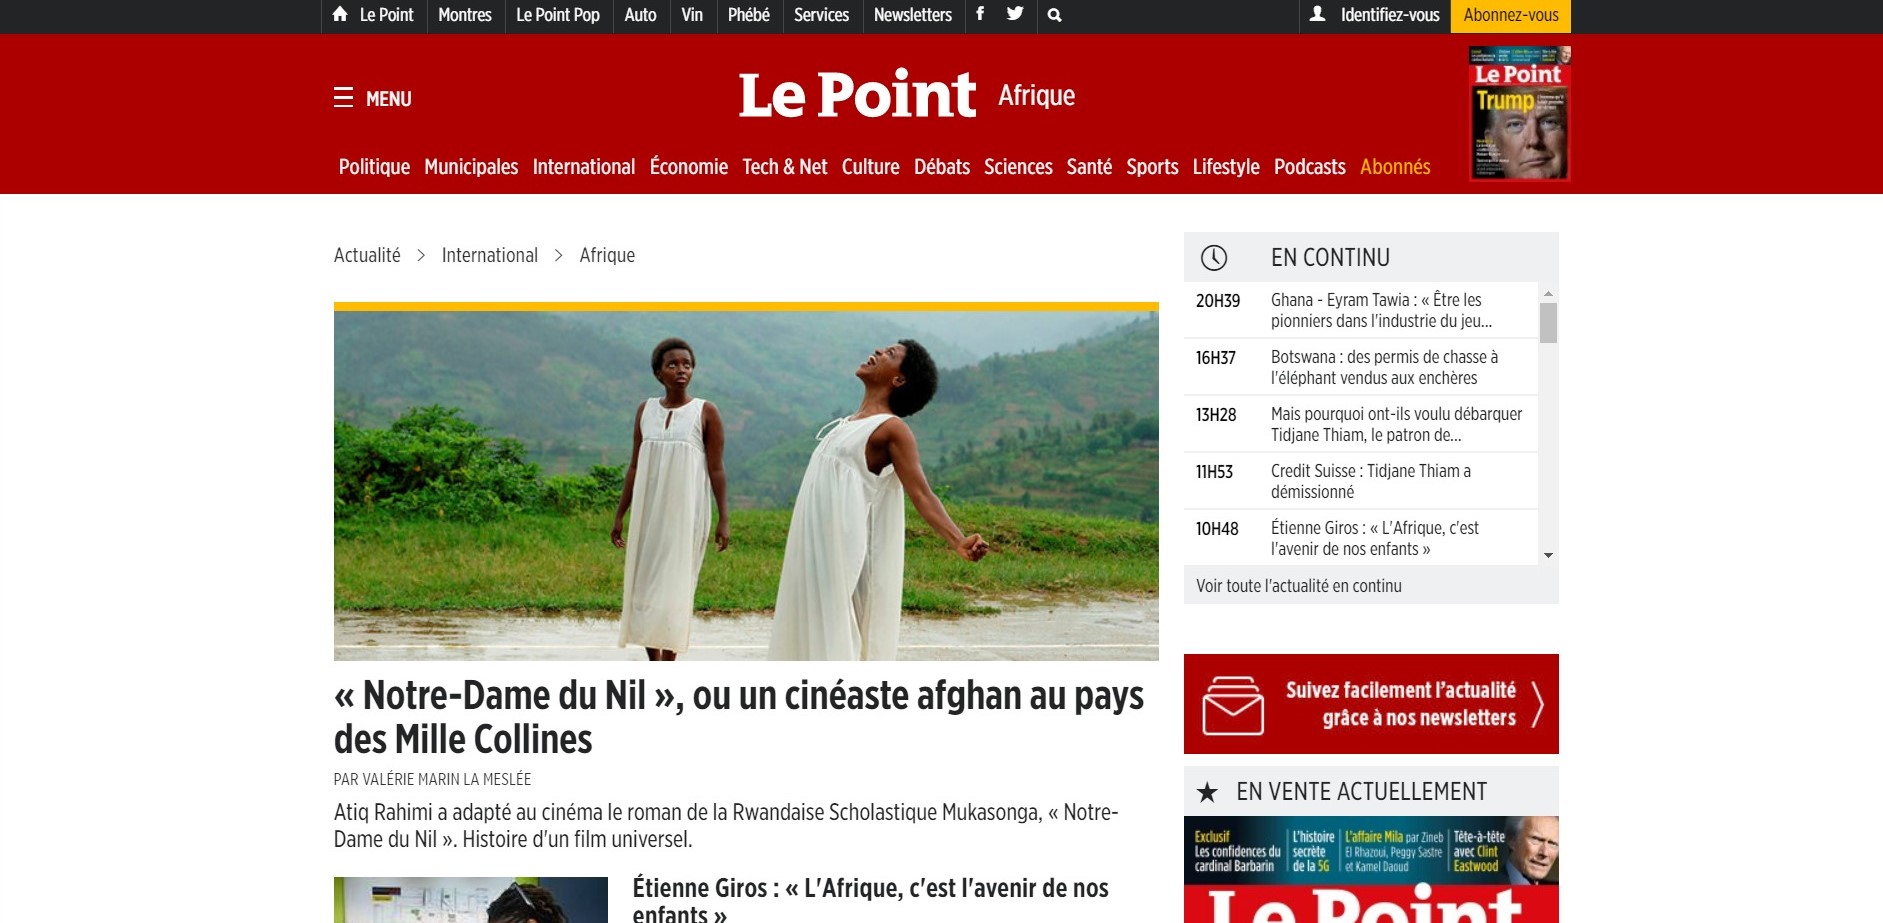 Le Point
Montres
Le Point Pop
Auto
Vin
Phébé
Services
Newsletters
Identifiez-vous
Abonnez-vous
MENU
Le Point Afrique
Le Point
Trump
Politique
Municipales
International
Économie
Tech & Net
Culture
Débats
Sciences
Santé
Sports
Lifestyle
Podcasts
Abonnés
Actualité > International > Afrique
« Notre-Dame du Nil », ou un cinéaste afghan au pays
des Mille Collines
PAR VALÉRIE MARIN LA MESLÉE
Atiq Rahimi a adapté au cinéma le roman de la Rwandaise Scholastique Mukasonga, « Notre-
Dame du Nil ». Histoire d'un film universel.
Étienne Giros : « L'Afrique, c'est l'avenir de nos
enfants »
EN CONTINU
20H39
Ghana - Eyram Tawia : « Être les
pionniers dans l'industrie du jeu...
16H37
Botswana : des permis de chasse à
l'éléphant vendus aux enchères
13H28
Mais pourquoi ont-ils voulu débarquer
Tidjane Thiam, le patron de...
11H53
Credit Suisse : Tidjane Thiam a
démissionné
10H48
Étienne Giros : « L'Afrique, c'est
l'avenir de nos enfants »
Voir toute l'actualité en continu
Suivez facilement l'actualité
grâce à nos newsletters
EN VENTE ACTUELLEMENT
Exclusif
Les confidences du
cardinal Barbarin
L'histoire
secrète
de la 5G
L'affaire Mila par Zineb
El Rhazoui, Peggy Sastre
et Kamel Daoud
Tête-à-tête
avec Clint
Eastwood
Le Point